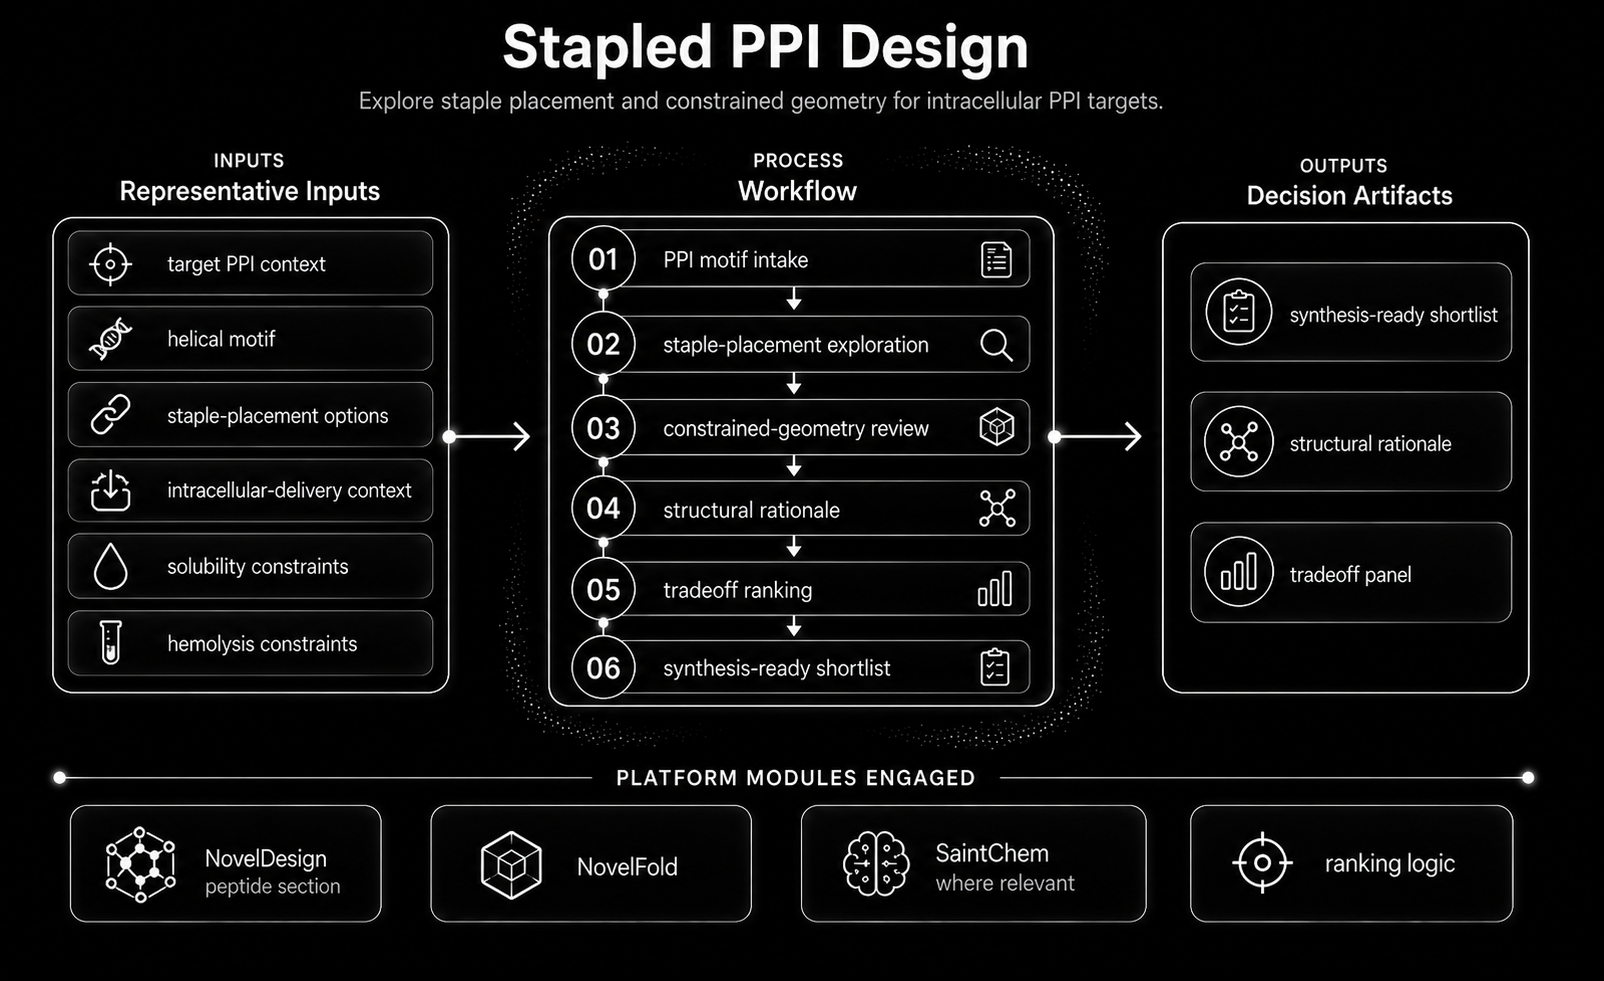 Stapled PPI Design
Explore staple placement and constrained geometry for intracellular PPI targets.
INPUTS
Representative Inputs
target PPI context
helical motif
staple-placement options
intracellular-delivery context
solubility constraints
hemolysis constraints
PROCESS
Workflow
01 PPI motif intake
02 staple-placement exploration
03 constrained-geometry review
04 structural rationale
05 tradeoff ranking
06 synthesis-ready shortlist
OUTPUTS
Decision Artifacts
synthesis-ready shortlist
structural rationale
tradeoff panel
PLATFORM MODULES ENGAGED
NovelDesign
peptide section
NovelFold
SaintChem
where relevant
ranking logic